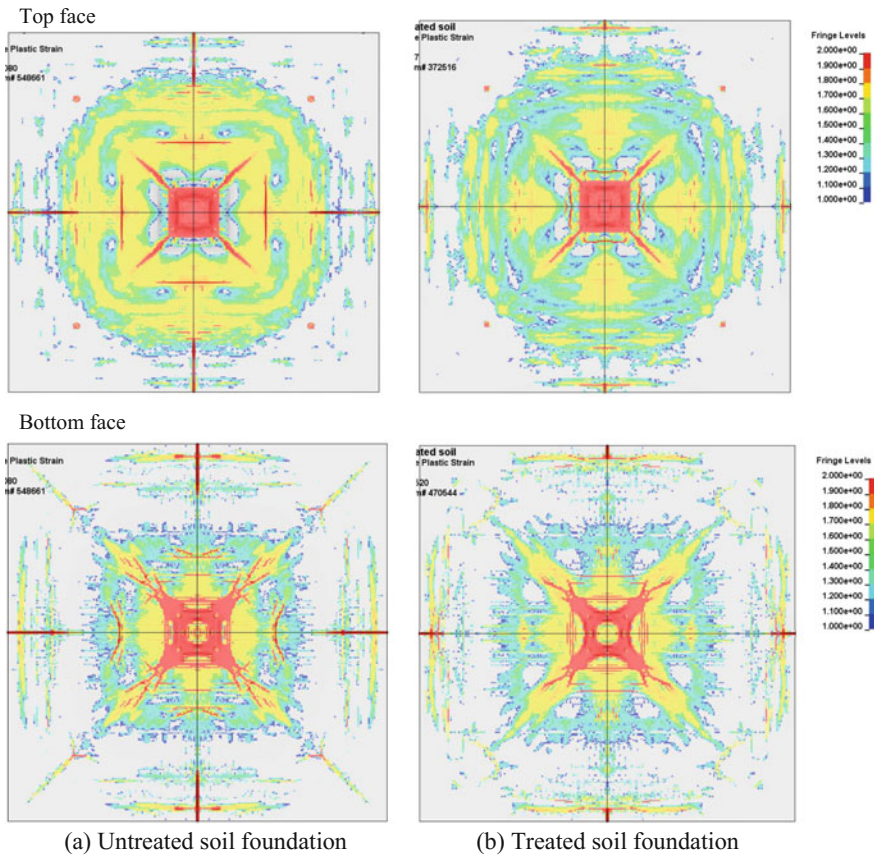 Top face
e Plastic Strain
080
m# 548661
ated soil
e Plastic Strain
7
m# 372516
Fringe Levels
2.000e+00
1.900e+00
1.800e+00
1.700e+00
1.600e+00
1.500e+00
1.400e+00
1.300e+00
1.200e+00
1.100e+00
1.000e+00
Bottom face
e Plastic Strain
080
m# 548661
ated soil
e Plastic Strain
520
m# 470544
Fringe Levels
2.000e+00
1.900e+00
1.800e+00
1.700e+00
1.600e+00
1.500e+00
1.400e+00
1.300e+00
1.200e+00
1.100e+00
1.000e+00
(a) Untreated soil foundation
(b) Treated soil foundation